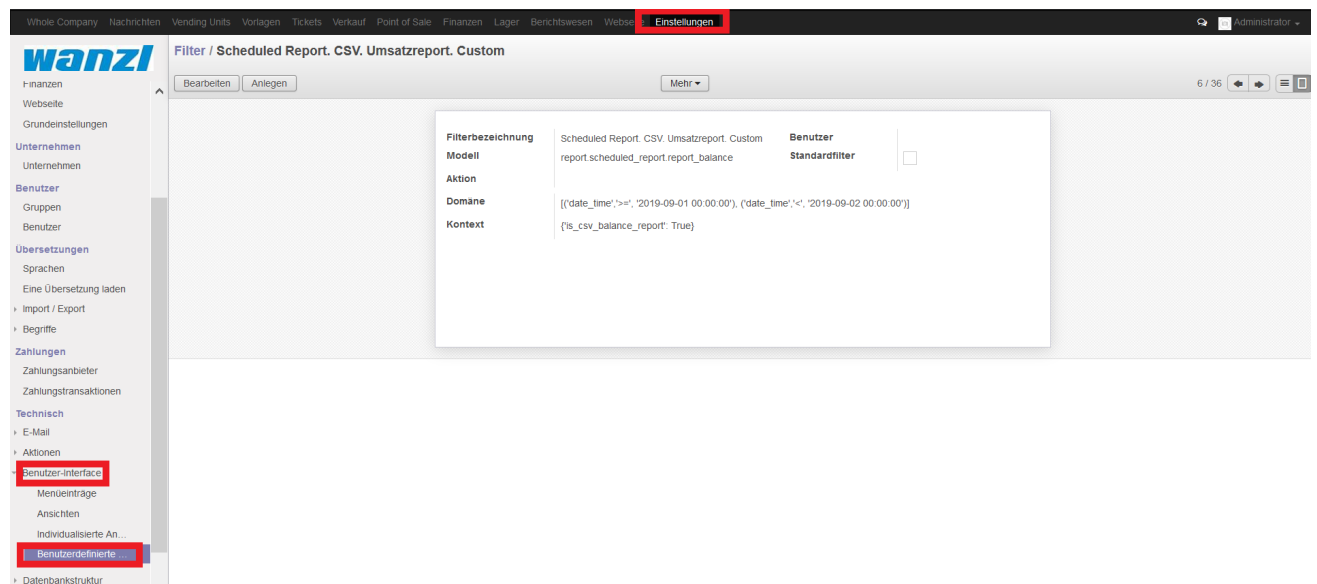 Whole Company Nachrichten Vending Units Vorlagen Tickets Verkauf Point of Sale Finanzen Lager Berichtswesen Webse Einstellungen Administrator
wanzl
Filter / Scheduled Report. CSV. Umsatzreport. Custom
Bearbeiten Anlegen Mehr 6 / 36
Finanzen
Webseite
Grundeinstellungen
Unternehmen
Unternehmen
Benutzer
Gruppen
Benutzer
Übersetzungen
Sprachen
Eine Übersetzung laden
Import / Export
Begriffe
Zahlungen
Zahlungsanbieter
Zahlungstransaktionen
Technisch
E-Mail
Aktionen
Benutzer-Interface
Menüeinträge
Ansichten
Individualisierte An...
Benutzerdefinierte ...
Datenbankstruktur
Filterbezeichnung Scheduled Report. CSV. Umsatzreport. Custom Benutzer
Modell report.scheduled_report.report_balance Standardfilter
Aktion
Domäne [('date_time','>=', '2019-09-01 00:00:00'), ('date_time','<', '2019-09-02 00:00:00')]
Kontext {'is_csv_balance_report': True}